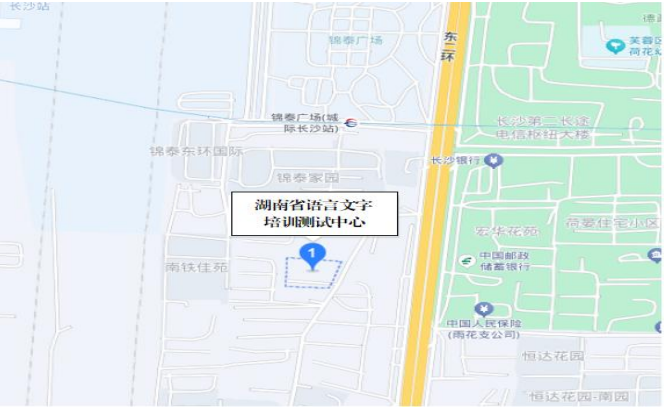 长沙站
锦泰广场
东二环
芙蓉区
荷花
锦泰广场(城
际长沙站)
长沙第二长途
电信枢纽大楼
锦泰东环国际
长沙银行
锦泰家园
湖南省语言文字
培训测试中心
宏华花苑
荷晏住宅小区
1
中国邮政
储蓄银行
南铁佳苑
中国人民保险
(雨花支公司)
恒达花园
恒达花园-南园